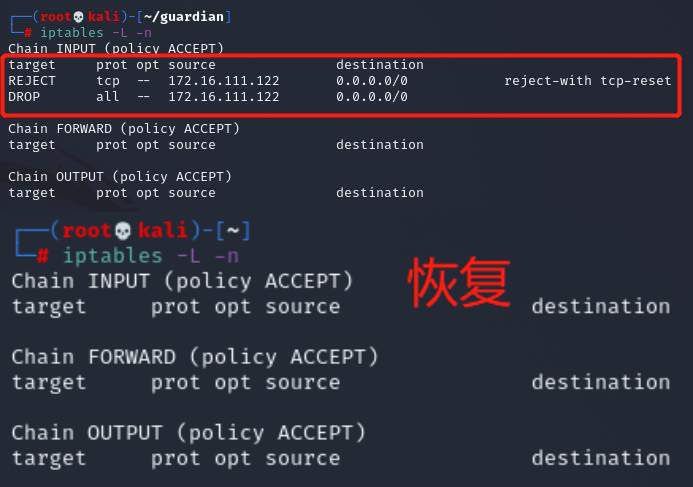 ┌──(root💀kali)-[~/guardian]
└─# iptables -L -n
Chain INPUT (policy ACCEPT)
target     prot opt source               destination
REJECT     tcp  --  172.16.111.122       0.0.0.0/0            reject-with tcp-reset
DROP       all  --  172.16.111.122       0.0.0.0/0
Chain FORWARD (policy ACCEPT)
target     prot opt source               destination
Chain OUTPUT (policy ACCEPT)
target     prot opt source               destination
┌──(root💀kali)-[~]
└─# iptables -L -n
恢复
Chain INPUT (policy ACCEPT)
target     prot opt source               destination
Chain FORWARD (policy ACCEPT)
target     prot opt source               destination
Chain OUTPUT (policy ACCEPT)
target     prot opt source               destination